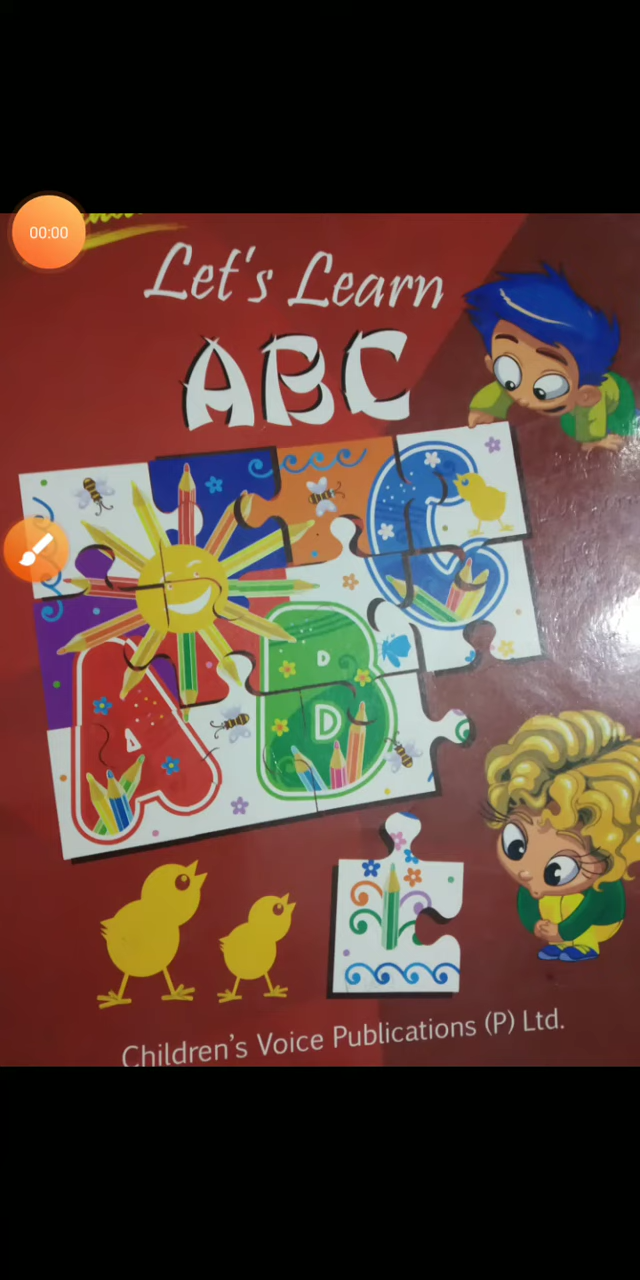 00:00
Let's Learn
ABC
C
A
B
Children's Voice Publications (P) Ltd.